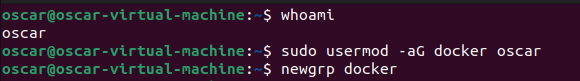 oscar@oscar-virtual-machine:~$ whoami
oscar
oscar@oscar-virtual-machine:~$ sudo usermod -aG docker oscar
oscar@oscar-virtual-machine:~$ newgrp docker